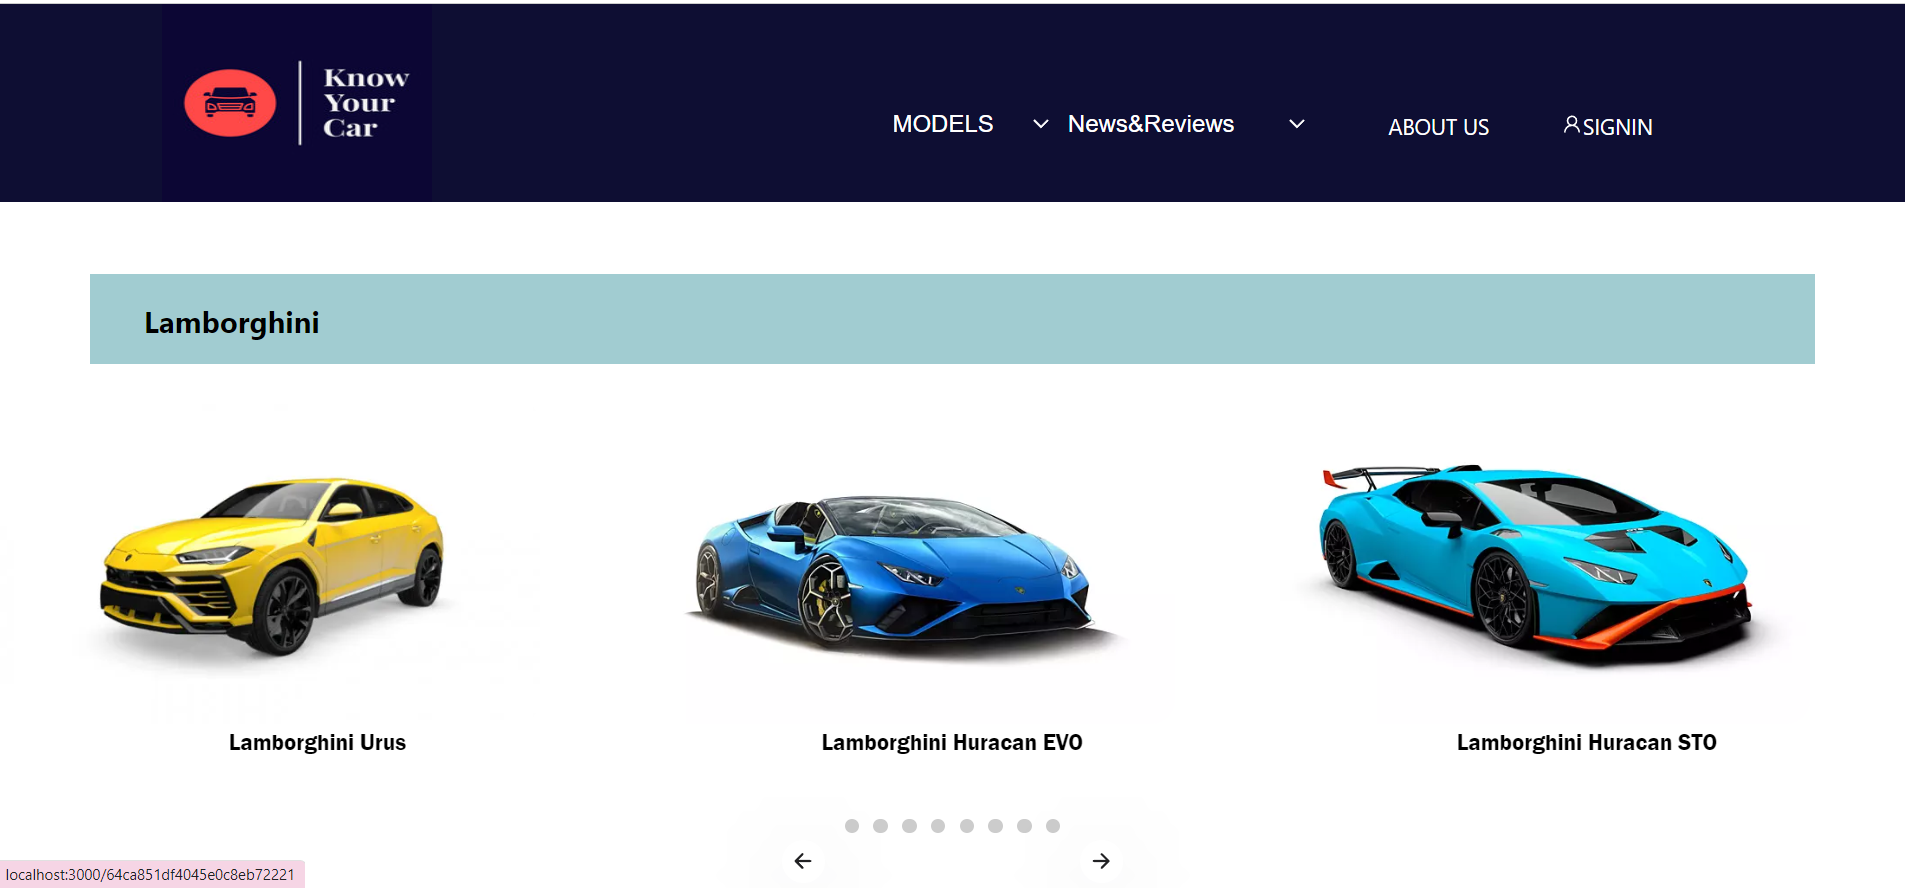 Know
Your
Car
MODELS News&Reviews ABOUT US SIGNIN
Lamborghini
Lamborghini Urus Lamborghini Huracan EVO Lamborghini Huracan STO
localhost:3000/64ca851df4045e0c8eb72221